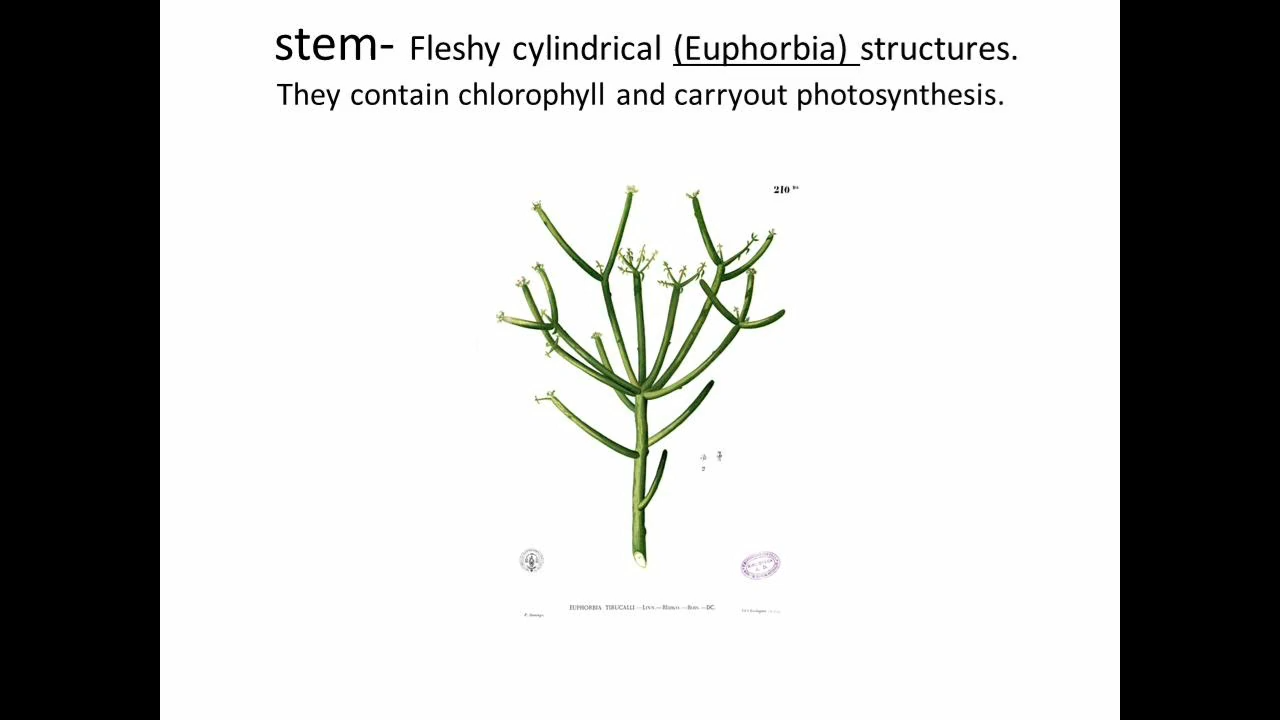 stem- Fleshy cylindrical (Euphorbia) structures.
They contain chlorophyll and carryout photosynthesis.
210
EUPHORBIA TIRUCALLI